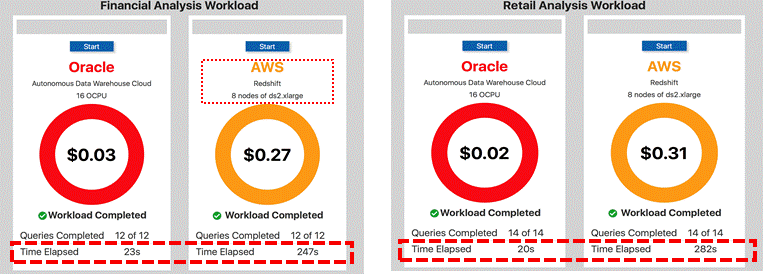 Financial Analysis Workload
Start
Oracle
Autonomous Data Warehouse Cloud
16 OCPU
$0.03
Workload Completed
Queries Completed 12 of 12
Time Elapsed 23s
Start
AWS
Redshift
8 nodes of ds2.xlarge
$0.27
Workload Completed
Queries Completed 12 of 12
Time Elapsed 247s
Retail Analysis Workload
Start
Oracle
Autonomous Data Warehouse Cloud
16 OCPU
$0.02
Workload Completed
Queries Completed 14 of 14
Time Elapsed 20s
Start
AWS
Redshift
8 nodes of ds2.xlarge
$0.31
Workload Completed
Queries Completed 14 of 14
Time Elapsed 282s